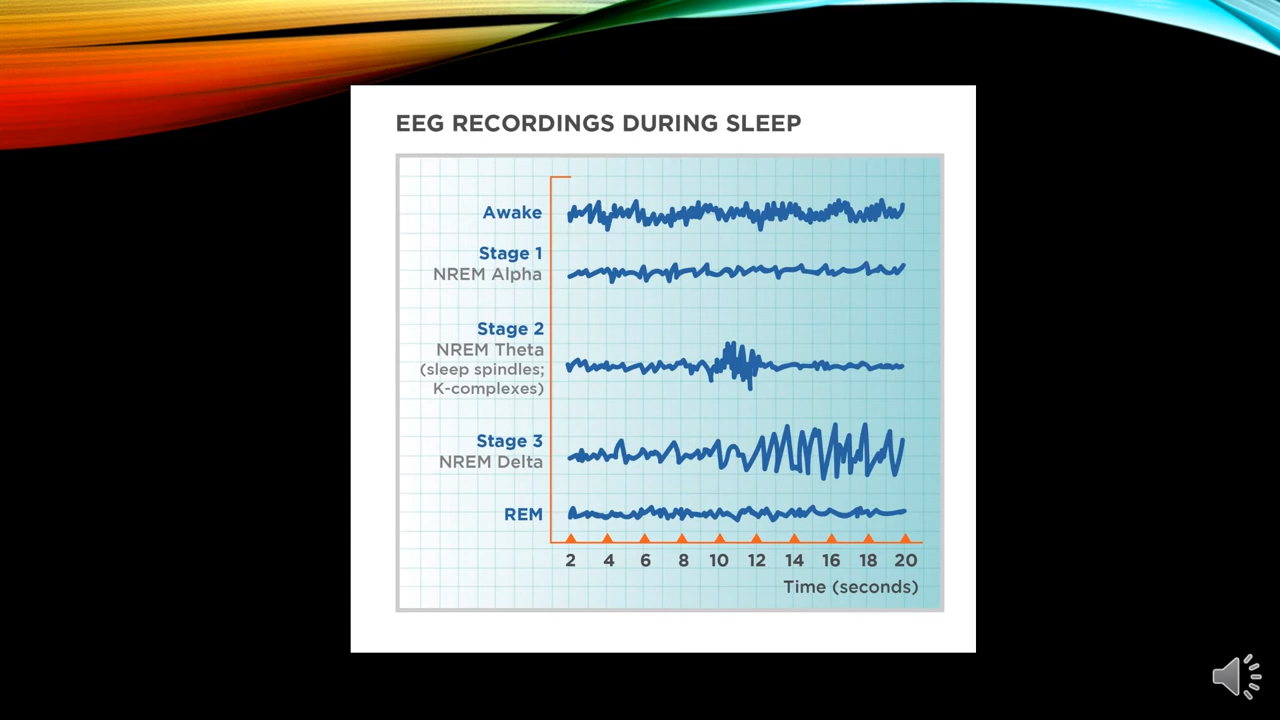 EEG RECORDINGS DURING SLEEP
Awake
Stage 1
NREM Alpha
Stage 2
NREM Theta
(sleep spindles;
K-complexes)
Stage 3
NREM Delta
REM
2 4 6 8 10 12 14 16 18 20
Time (seconds)